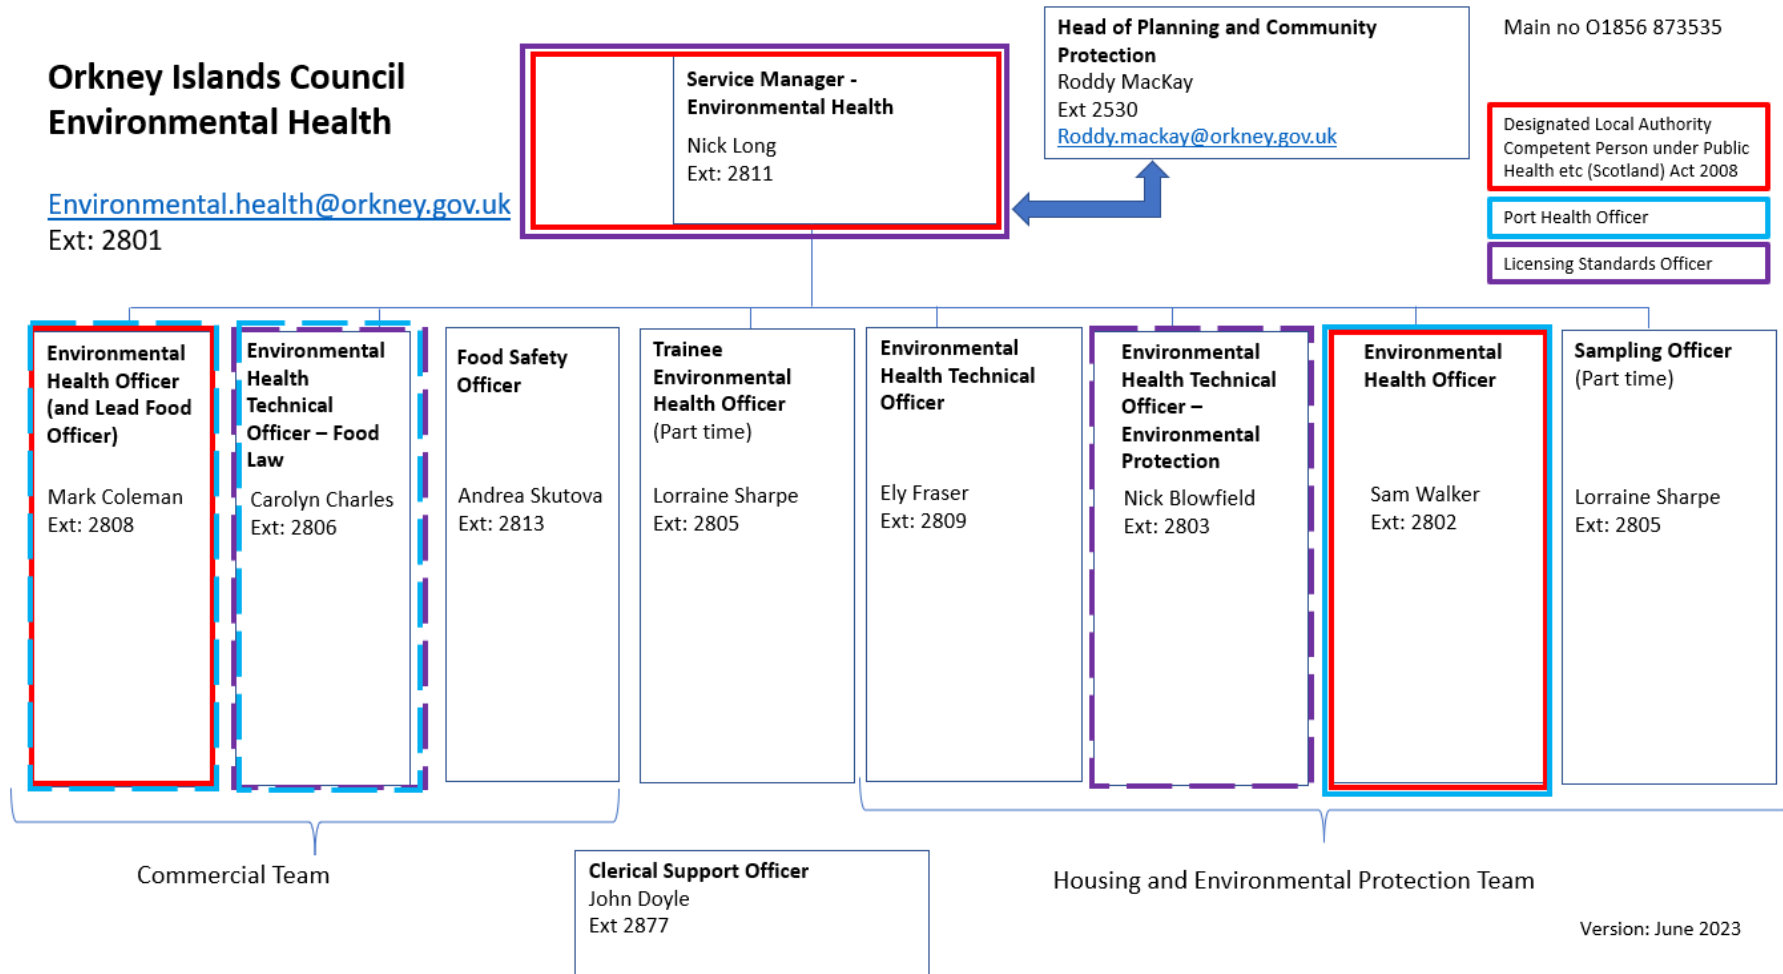 Orkney Islands Council
Environmental Health
Environmental.health@orkney.gov.uk
Ext: 2801
Service Manager -
Environmental Health
Nick Long
Ext: 2811
Head of Planning and Community
Protection
Roddy MacKay
Ext 2530
Roddy.mackay@orkney.gov.uk
Main no O1856 873535
Designated Local Authority
Competent Person under Public
Health etc (Scotland) Act 2008
Port Health Officer
Licensing Standards Officer
Environmental
Health Officer
(and Lead Food
Officer)
Mark Coleman
Ext: 2808
Environmental
Health
Technical
Officer – Food
Law
Carolyn Charles
Ext: 2806
Food Safety
Officer
Andrea Skutova
Ext: 2813
Trainee
Environmental
Health Officer
(Part time)
Lorraine Sharpe
Ext: 2805
Environmental
Health Technical
Officer
Ely Fraser
Ext: 2809
Environmental
Health Technical
Officer –
Environmental
Protection
Nick Blowfield
Ext: 2803
Environmental
Health Officer
Sam Walker
Ext: 2802
Sampling Officer
(Part time)
Lorraine Sharpe
Ext: 2805
Commercial Team
Clerical Support Officer
John Doyle
Ext 2877
Housing and Environmental Protection Team
Version: June 2023